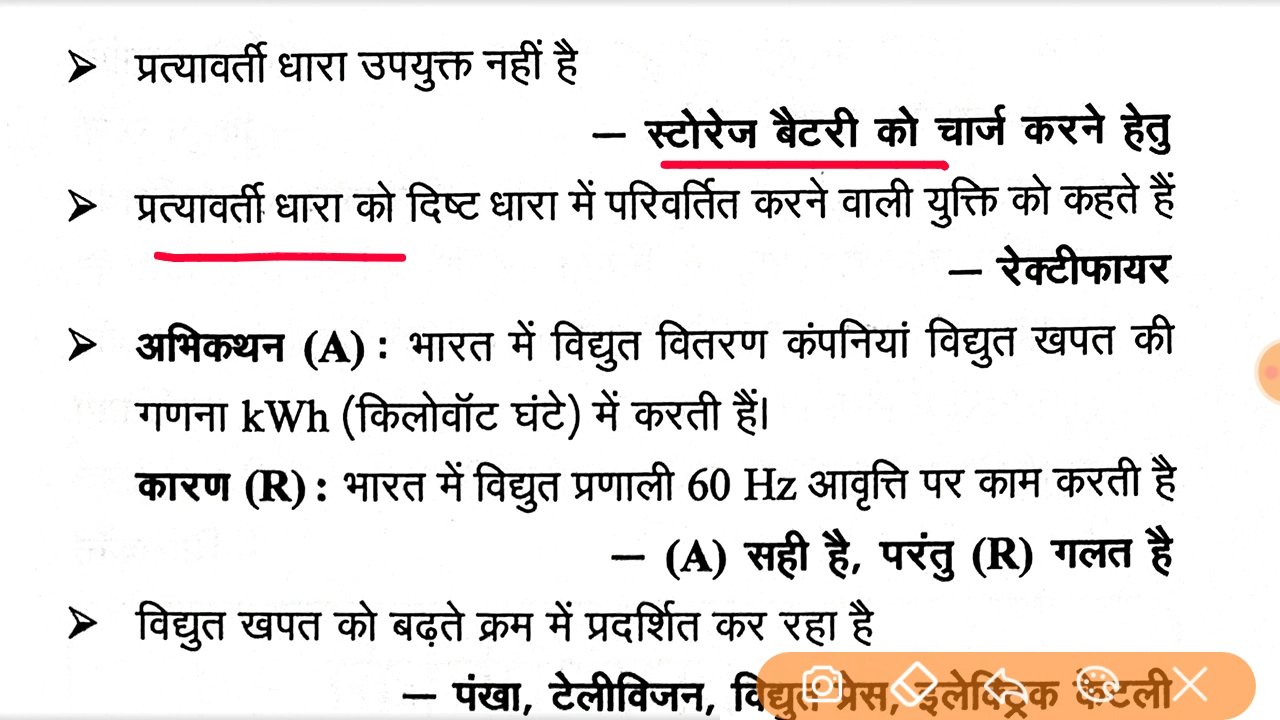 ➤ प्रत्यावर्ती धारा उपयुक्त नहीं है
— स्टोरेज बैटरी को चार्ज करने हेतु
➤ प्रत्यावर्ती धारा को दिष्ट धारा में परिवर्तित करने वाली युक्ति को कहते हैं
— रेक्टीफायर
➤ अभिकथन (A) : भारत में विद्युत वितरण कंपनियां विद्युत खपत की
गणना kWh (किलोवॉट घंटे) में करती हैं।
कारण (R) : भारत में विद्युत प्रणाली 60 Hz आवृत्ति पर काम करती है
— (A) सही है, परंतु (R) गलत है
➤ विद्युत खपत को बढ़ते क्रम में प्रदर्शित कर रहा है
— पंखा, टेलीविजन, विद्युत प्रेस, इलेक्ट्रिक केटली